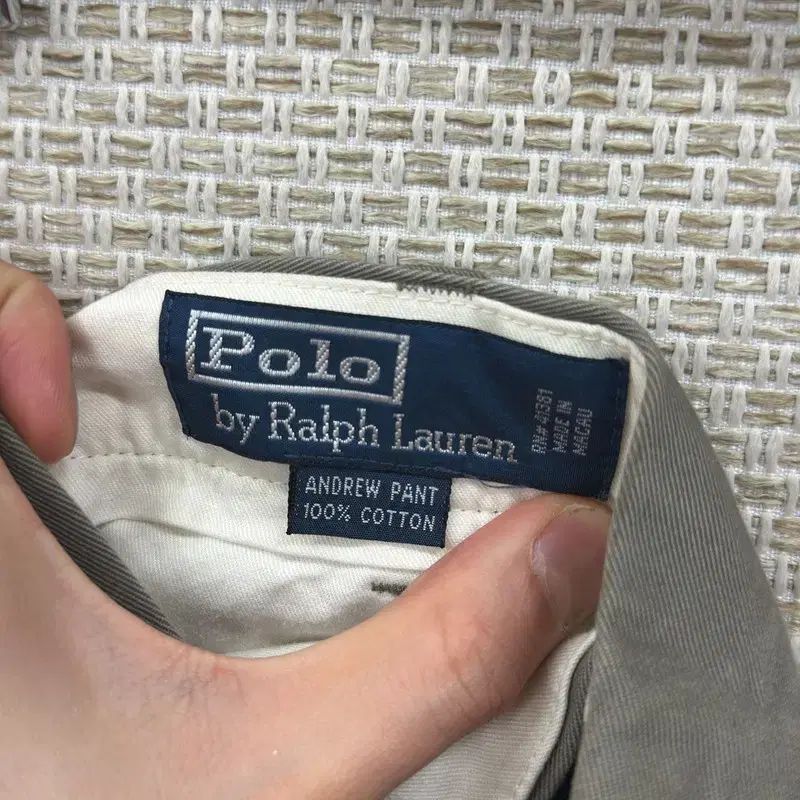 Polo
by Ralph Lauren
RN# 41381
MADE IN
MACAU
ANDREW PANT
100% COTTON